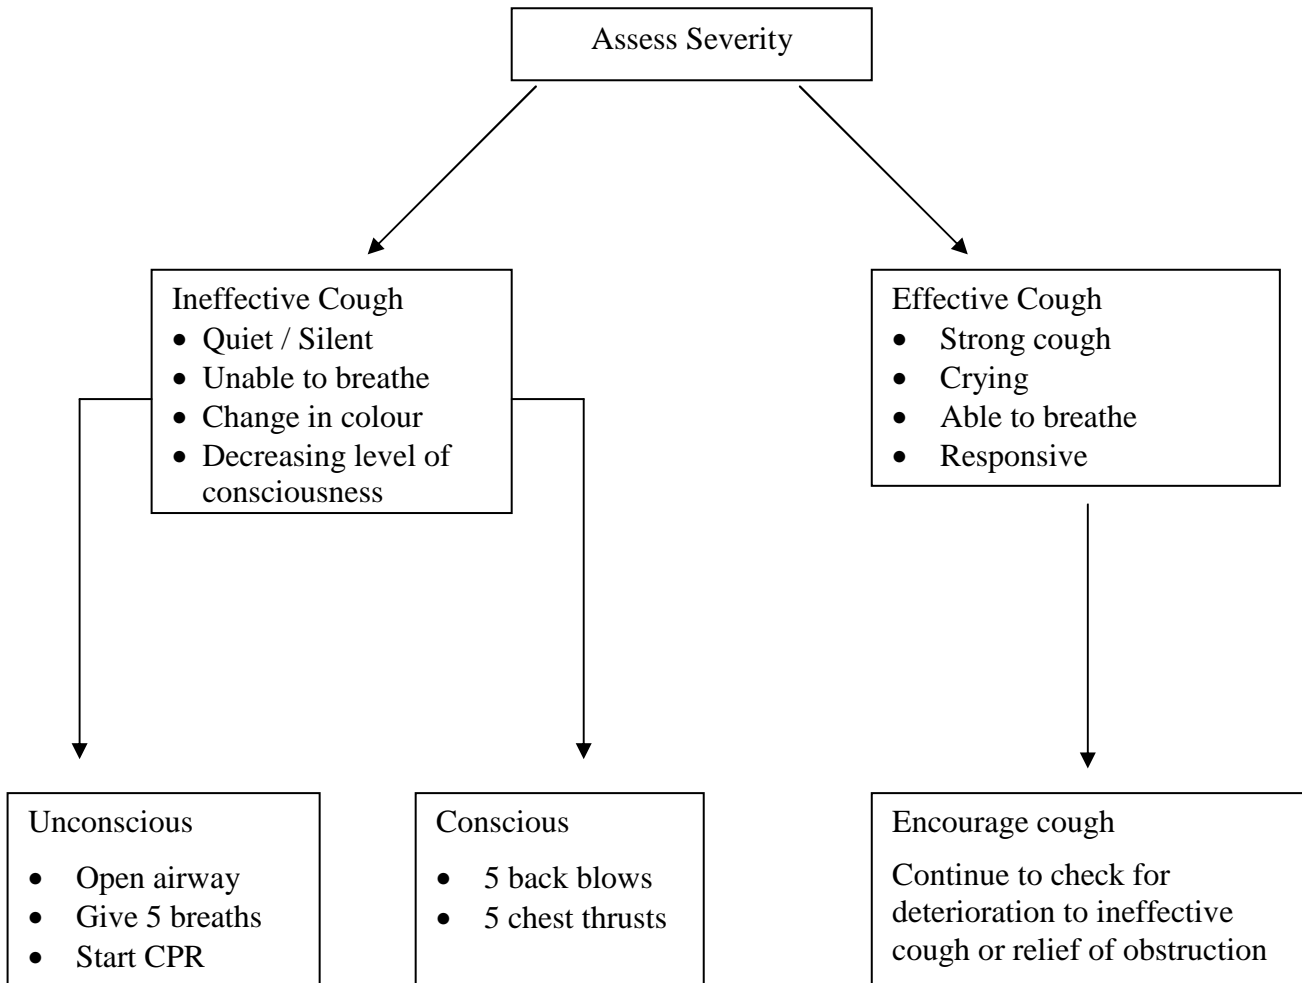 Assess Severity
Ineffective Cough
• Quiet / Silent
• Unable to breathe
• Change in colour
• Decreasing level of
consciousness
Effective Cough
• Strong cough
• Crying
• Able to breathe
• Responsive
Unconscious
• Open airway
• Give 5 breaths
• Start CPR
Conscious
• 5 back blows
• 5 chest thrusts
Encourage cough
Continue to check for
deterioration to ineffective
cough or relief of obstruction